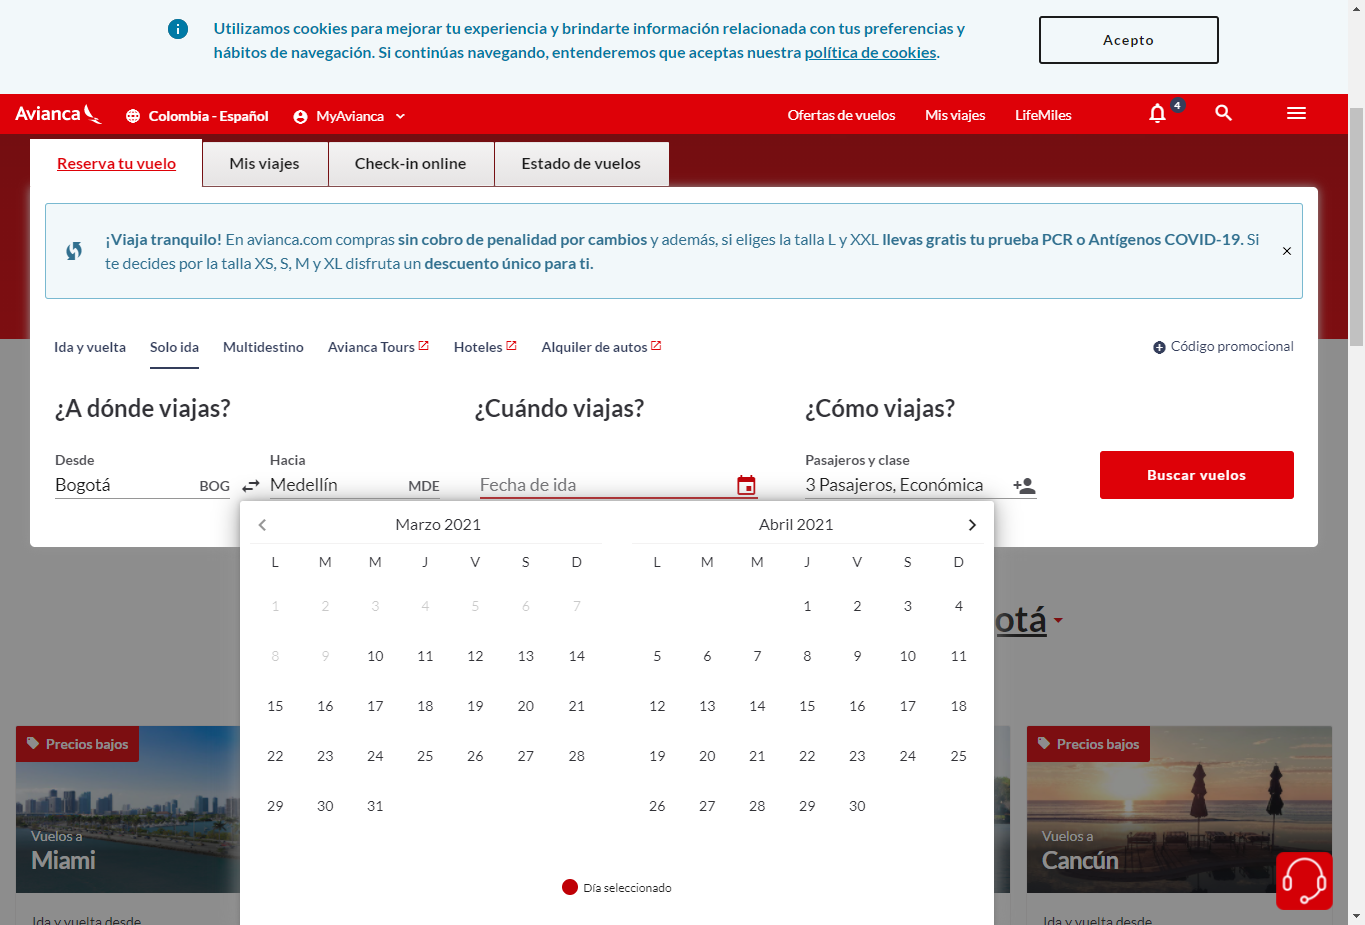 Utilizamos cookies para mejorar tu experiencia y brindarte información relacionada con tus preferencias y
hábitos de navegación. Si continúas navegando, entenderemos que aceptas nuestra política de cookies.
Acepto
Avianca
Colombia - Español
MyAvianca
Ofertas de vuelos
Mis viajes
LifeMiles
4
Reserva tu vuelo
Mis viajes
Check-in online
Estado de vuelos
¡Viaja tranquilo! En avianca.com compras sin cobro de penalidad por cambios y además, si eliges la talla L y XXL llevas gratis tu prueba PCR o Antígenos COVID-19. Si
te decides por la talla XS, S, M y XL disfruta un descuento único para ti.
Ida y vuelta
Solo ida
Multidestino
Avianca Tours
Hoteles
Alquiler de autos
Código promocional
¿A dónde viajas?
¿Cuándo viajas?
¿Cómo viajas?
Desde
Bogotá BOG
Hacia
Medellín MDE
Fecha de ida
Pasajeros y clase
3 Pasajeros, Económica
Buscar vuelos
Marzo 2021
L M M J V S D
1 2 3 4 5 6 7
8 9 10 11 12 13 14
15 16 17 18 19 20 21
22 23 24 25 26 27 28
29 30 31
Abril 2021
L M M J V S D
1 2 3 4
5 6 7 8 9 10 11
12 13 14 15 16 17 18
19 20 21 22 23 24 25
26 27 28 29 30
Día seleccionado
otá
Precios bajos
Vuelos a
Miami
Ida y vuelta desde
Precios bajos
Vuelos a
Cancún
Ida y vuelta desde